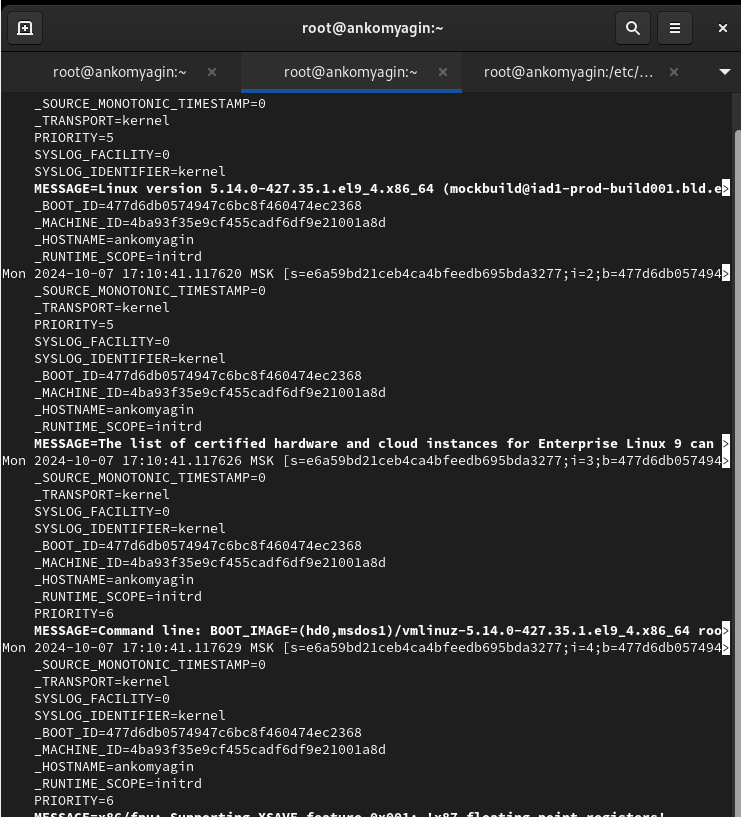 root@ankomyagin:~
root@ankomyagin:~ × root@ankomyagin:~ × root@ankomyagin:/etc/... ×
_SOURCE_MONOTONIC_TIMESTAMP=0
_TRANSPORT=kernel
PRIORITY=5
SYSLOG_FACILITY=0
SYSLOG_IDENTIFIER=kernel
MESSAGE=Linux version 5.14.0-427.35.1.el9_4.x86_64 (mockbuild@iad1-prod-build001.bld.e>
_BOOT_ID=477d6db0574947c6bc8f460474ec2368
_MACHINE_ID=4ba93f35e9cf455cadf6df9e21001a8d
_HOSTNAME=ankomyagin
_RUNTIME_SCOPE=initrd
Mon 2024-10-07 17:10:41.117620 MSK [s=e6a59bd21ceb4ca4bfeedb695bda3277;i=2;b=477d6db057494>
_SOURCE_MONOTONIC_TIMESTAMP=0
_TRANSPORT=kernel
PRIORITY=5
SYSLOG_FACILITY=0
SYSLOG_IDENTIFIER=kernel
_BOOT_ID=477d6db0574947c6bc8f460474ec2368
_MACHINE_ID=4ba93f35e9cf455cadf6df9e21001a8d
_HOSTNAME=ankomyagin
_RUNTIME_SCOPE=initrd
MESSAGE=The list of certified hardware and cloud instances for Enterprise Linux 9 can >
Mon 2024-10-07 17:10:41.117626 MSK [s=e6a59bd21ceb4ca4bfeedb695bda3277;i=3;b=477d6db057494>
_SOURCE_MONOTONIC_TIMESTAMP=0
_TRANSPORT=kernel
SYSLOG_FACILITY=0
SYSLOG_IDENTIFIER=kernel
_BOOT_ID=477d6db0574947c6bc8f460474ec2368
_MACHINE_ID=4ba93f35e9cf455cadf6df9e21001a8d
_HOSTNAME=ankomyagin
_RUNTIME_SCOPE=initrd
PRIORITY=6
MESSAGE=Command line: BOOT_IMAGE=(hd0,msdos1)/vmlinuz-5.14.0-427.35.1.el9_4.x86_64 roo>
Mon 2024-10-07 17:10:41.117629 MSK [s=e6a59bd21ceb4ca4bfeedb695bda3277;i=4;b=477d6db057494>
_SOURCE_MONOTONIC_TIMESTAMP=0
_TRANSPORT=kernel
SYSLOG_FACILITY=0
SYSLOG_IDENTIFIER=kernel
_BOOT_ID=477d6db0574947c6bc8f460474ec2368
_MACHINE_ID=4ba93f35e9cf455cadf6df9e21001a8d
_HOSTNAME=ankomyagin
_RUNTIME_SCOPE=initrd
PRIORITY=6
MESSAGE=x86/fpu: Supporting XSAVE feature 0x001: 'x87 floating point registers'